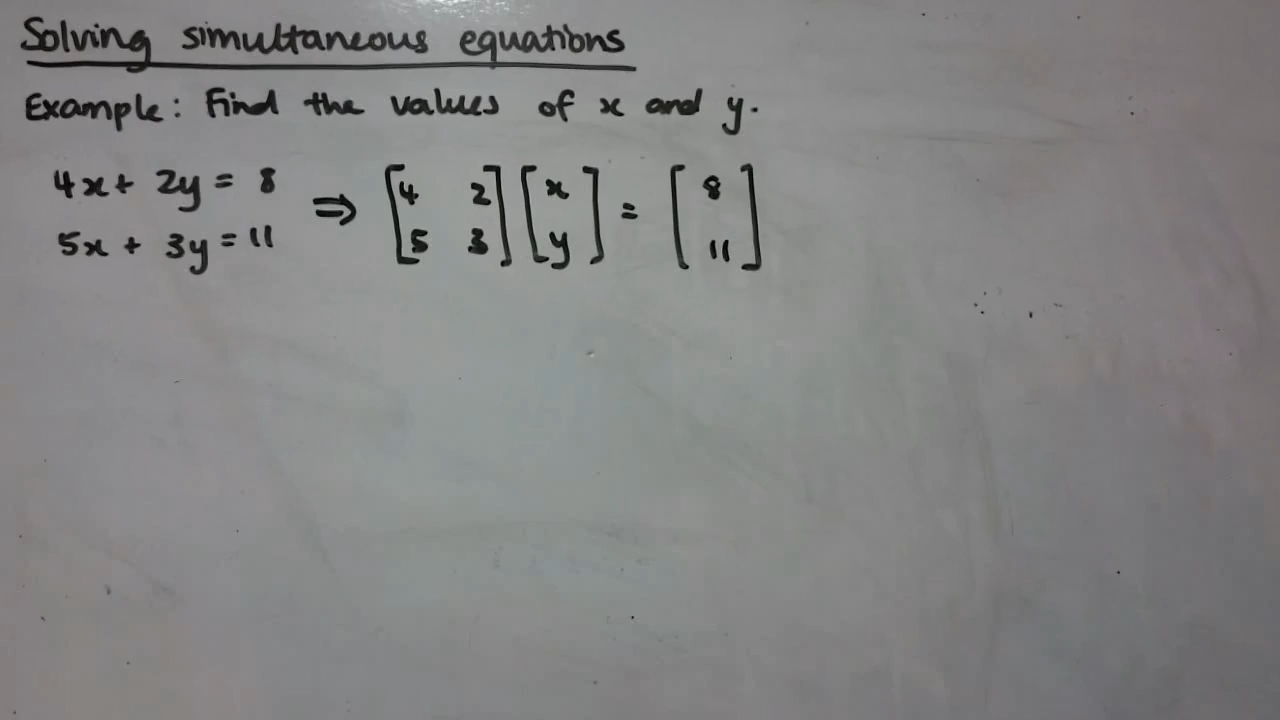 Solving simultaneous equations
Example: Find the values of x and y.
4x + 2y = 8 ⇒ [4 2] [x] = [8]
5x + 3y = 11 [5 3] [y] [11]